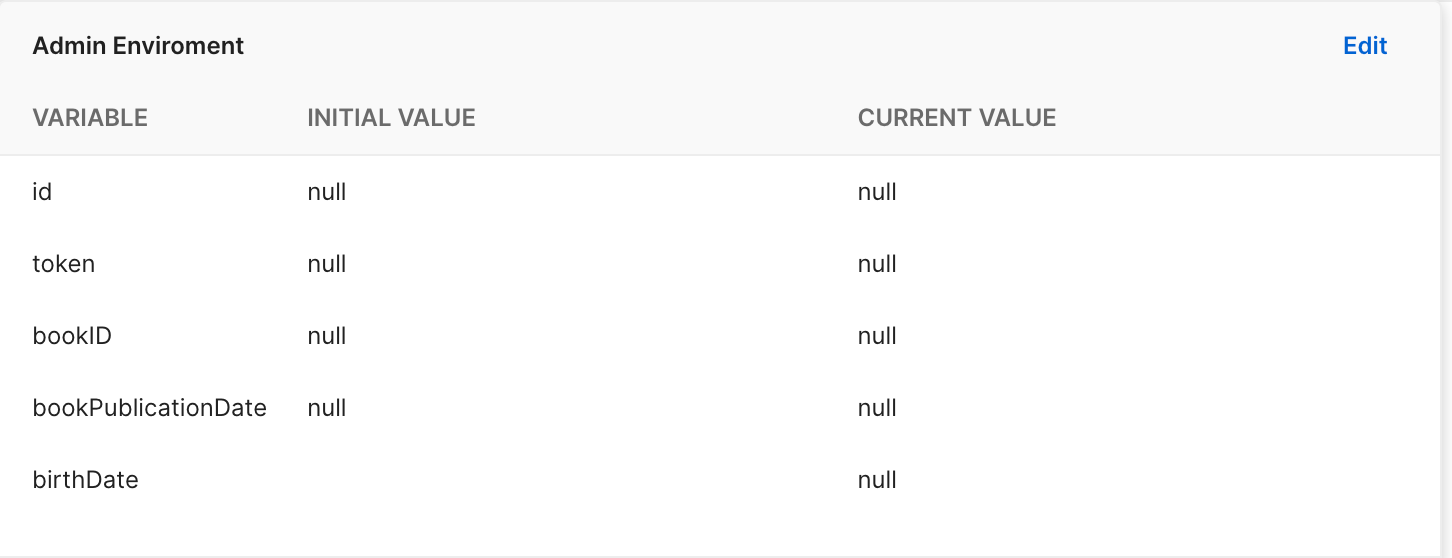 Admin Enviroment Edit
VARIABLE INITIAL VALUE CURRENT VALUE
id null null
token null null
bookID null null
bookPublicationDate null null
birthDate null